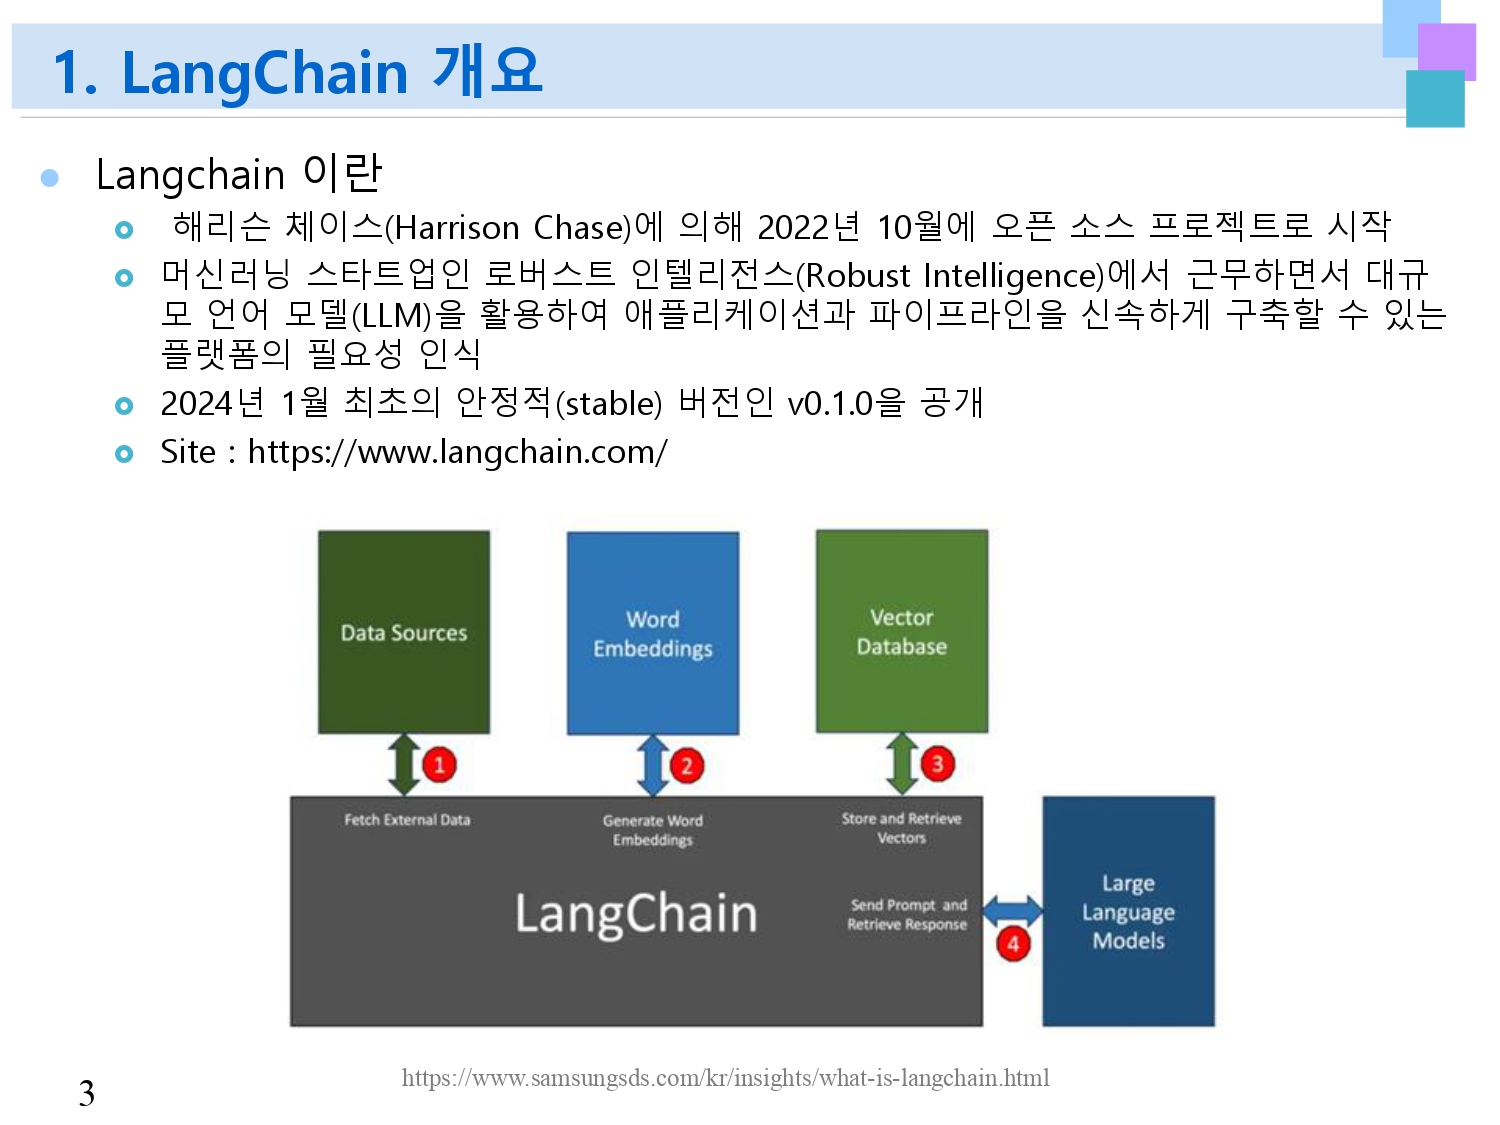 1. LangChain 개요
Langchain 이란
해리슨 체이스(Harrison Chase)에 의해 2022년 10월에 오픈 소스 프로젝트로 시작
머신러닝 스타트업인 로버스트 인텔리전스(Robust Intelligence)에서 근무하면서 대규
모 언어 모델(LLM)을 활용하여 애플리케이션과 파이프라인을 신속하게 구축할 수 있는
플랫폼의 필요성 인식
2024년 1월 최초의 안정적(stable) 버전인 v0.1.0을 공개
Site : https://www.langchain.com/
Data Sources
Word
Embeddings
Vector
Database
1
2
3
Fetch External Data
Generate Word
Embeddings
Store and Retrieve
Vectors
LangChain
Send Prompt and
Retrieve Response
4
Large
Language
Models
https://www.samsungsds.com/kr/insights/what-is-langchain.html
3